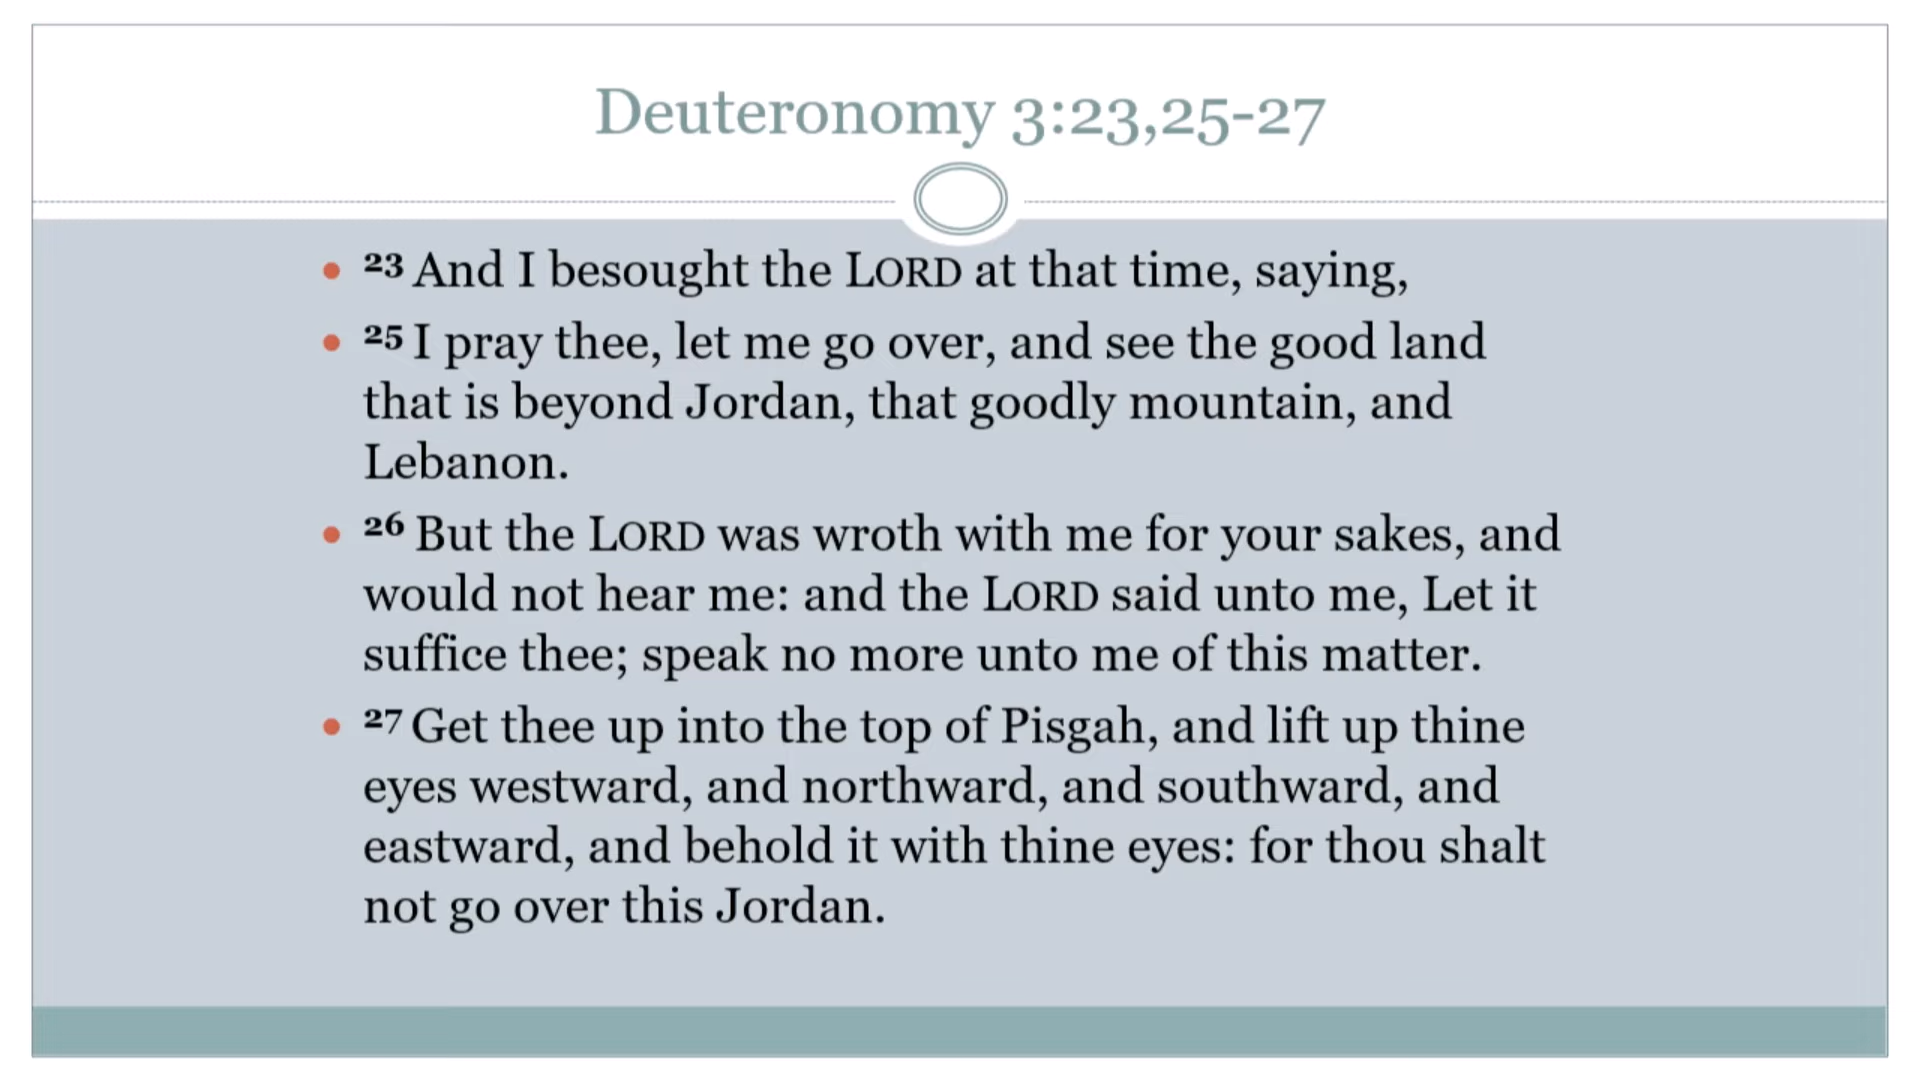 Deuteronomy 3:23,25-27
• 23 And I besought the LORD at that time, saying,
• 25 I pray thee, let me go over, and see the good land
that is beyond Jordan, that goodly mountain, and
Lebanon.
• 26 But the LORD was wroth with me for your sakes, and
would not hear me: and the LORD said unto me, Let it
suffice thee; speak no more unto me of this matter.
• 27 Get thee up into the top of Pisgah, and lift up thine
eyes westward, and northward, and southward, and
eastward, and behold it with thine eyes: for thou shalt
not go over this Jordan.